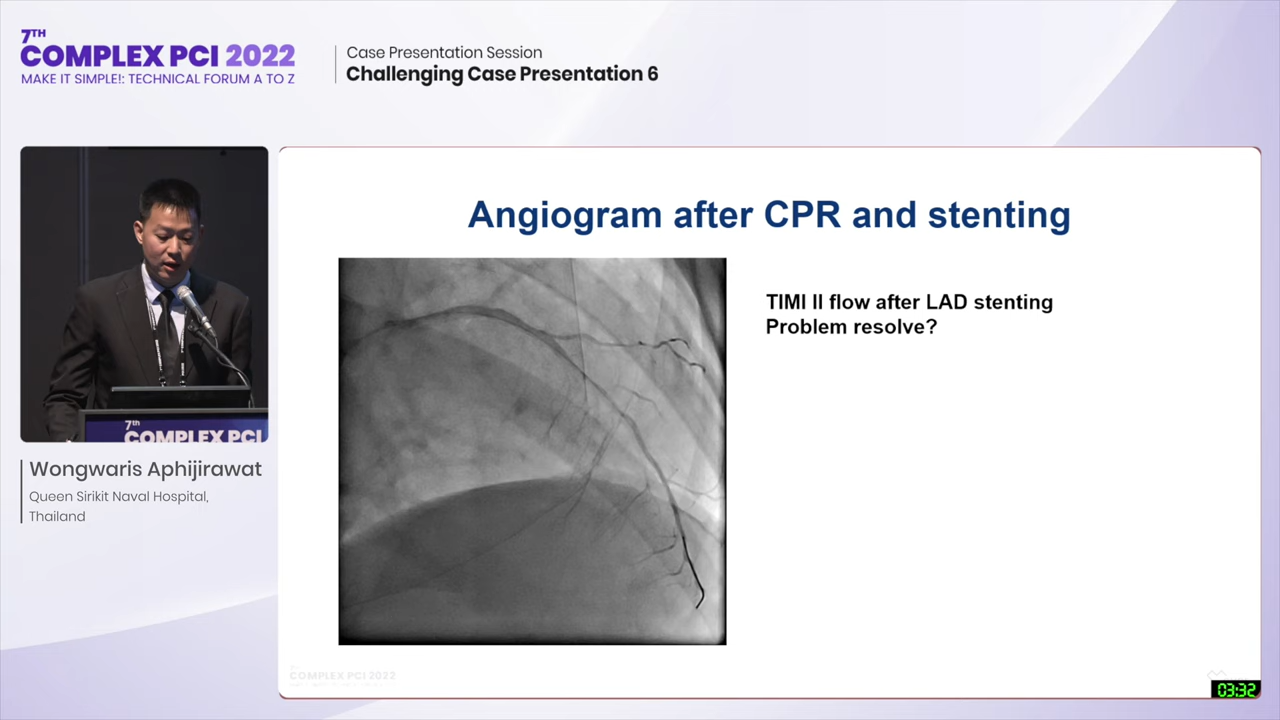 7TH
COMPLEX PCI 2022
MAKE IT SIMPLE!: TECHNICAL FORUM A TO Z
Case Presentation Session
Challenging Case Presentation 6
7th
COMPLEX PCI
Wongwaris Aphijirawat
Queen Sirikit Naval Hospital,
Thailand
Angiogram after CPR and stenting
TIMI II flow after LAD stenting
Problem resolve?
COMPLEX PCI 2022
03:32